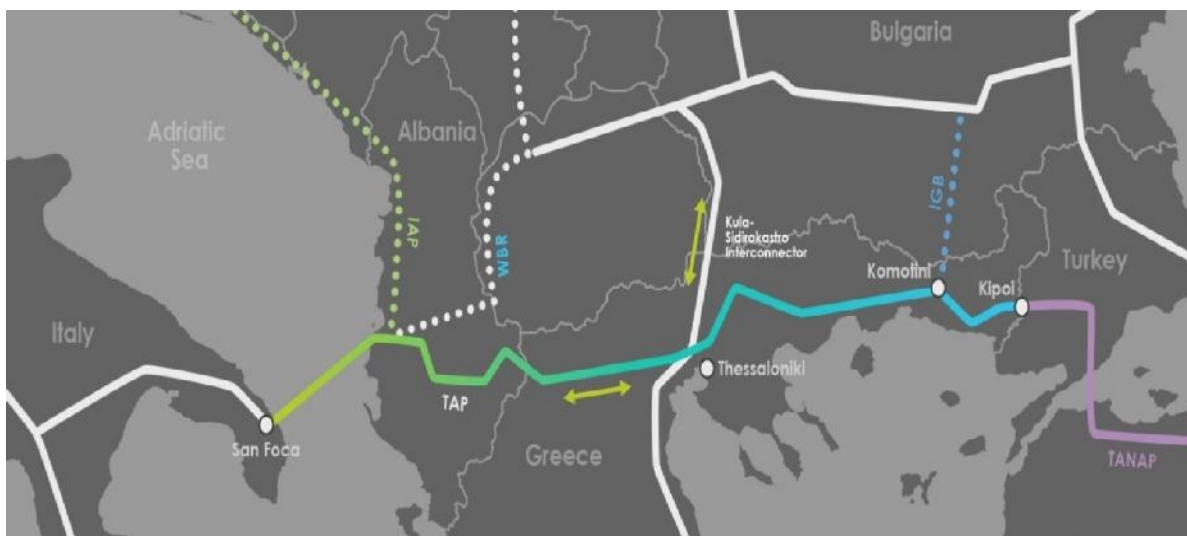 Bulgaria
Adriatic
Sea
Albania
IAP
WBR
IGB
Kula-
Sidirokastro
Interconnector
Komotini
Kipoi
Turkey
Italy
Thessaloniki
TAP
San Foca
Greece
TANAP